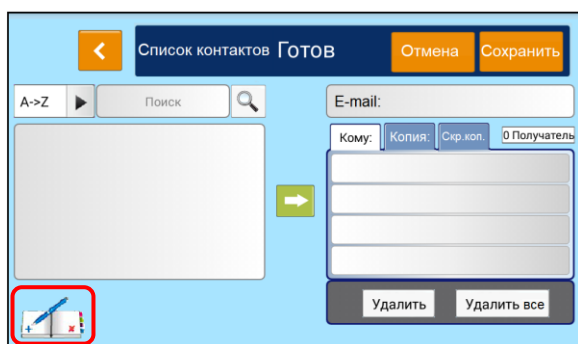 Список контактов Готов Отмена Сохранить
A->Z Поиск E-mail:
Кому: Копия: Скр.коп. 0 Получатель
Удалить Удалить все